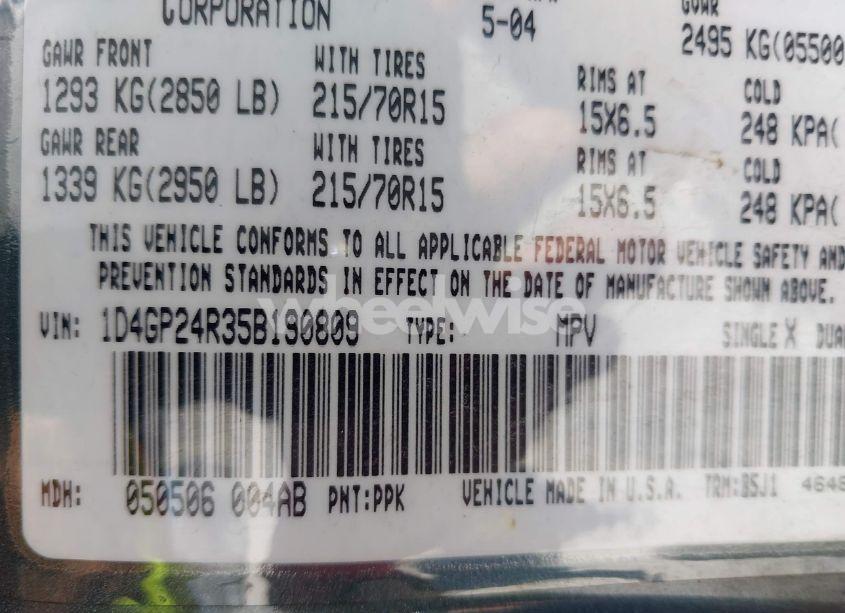 CORPORATION 5-04 GVWR
2495 KG(05500
GAWR FRONT WITH TIRES RIMS AT COLD
1293 KG(2850 LB) 215/70R15 15X6.5 248 KPA(
GAWR REAR WITH TIRES RIMS AT COLD
1339 KG(2950 LB) 215/70R15 15X6.5 248 KPA(
THIS VEHICLE CONFORMS TO ALL APPLICABLE FEDERAL MOTOR VEHICLE SAFETY AND
PREVENTION STANDARDS IN EFFECT ON THE DATE OF MANUFACTURE SHOWN ABOVE.
wheelwise
VIN: 1D4GP24R35B190809 TYPE: MPV SINGLE X DUAL
MDH: 050506 004AB PNT:PPK VEHICLE MADE IN U.S.A. TRM:B5J1 4648